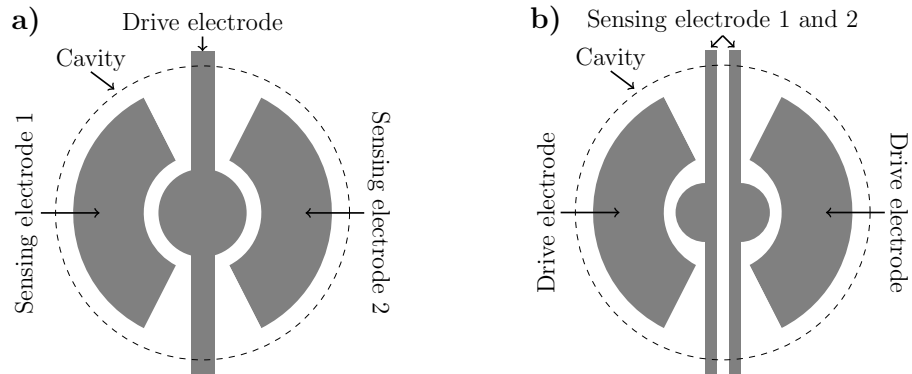 a)
Drive electrode
Cavity
Sensing electrode 1
Sensing electrode 2
b)
Sensing electrode 1 and 2
Cavity
Drive electrode
Drive electrode